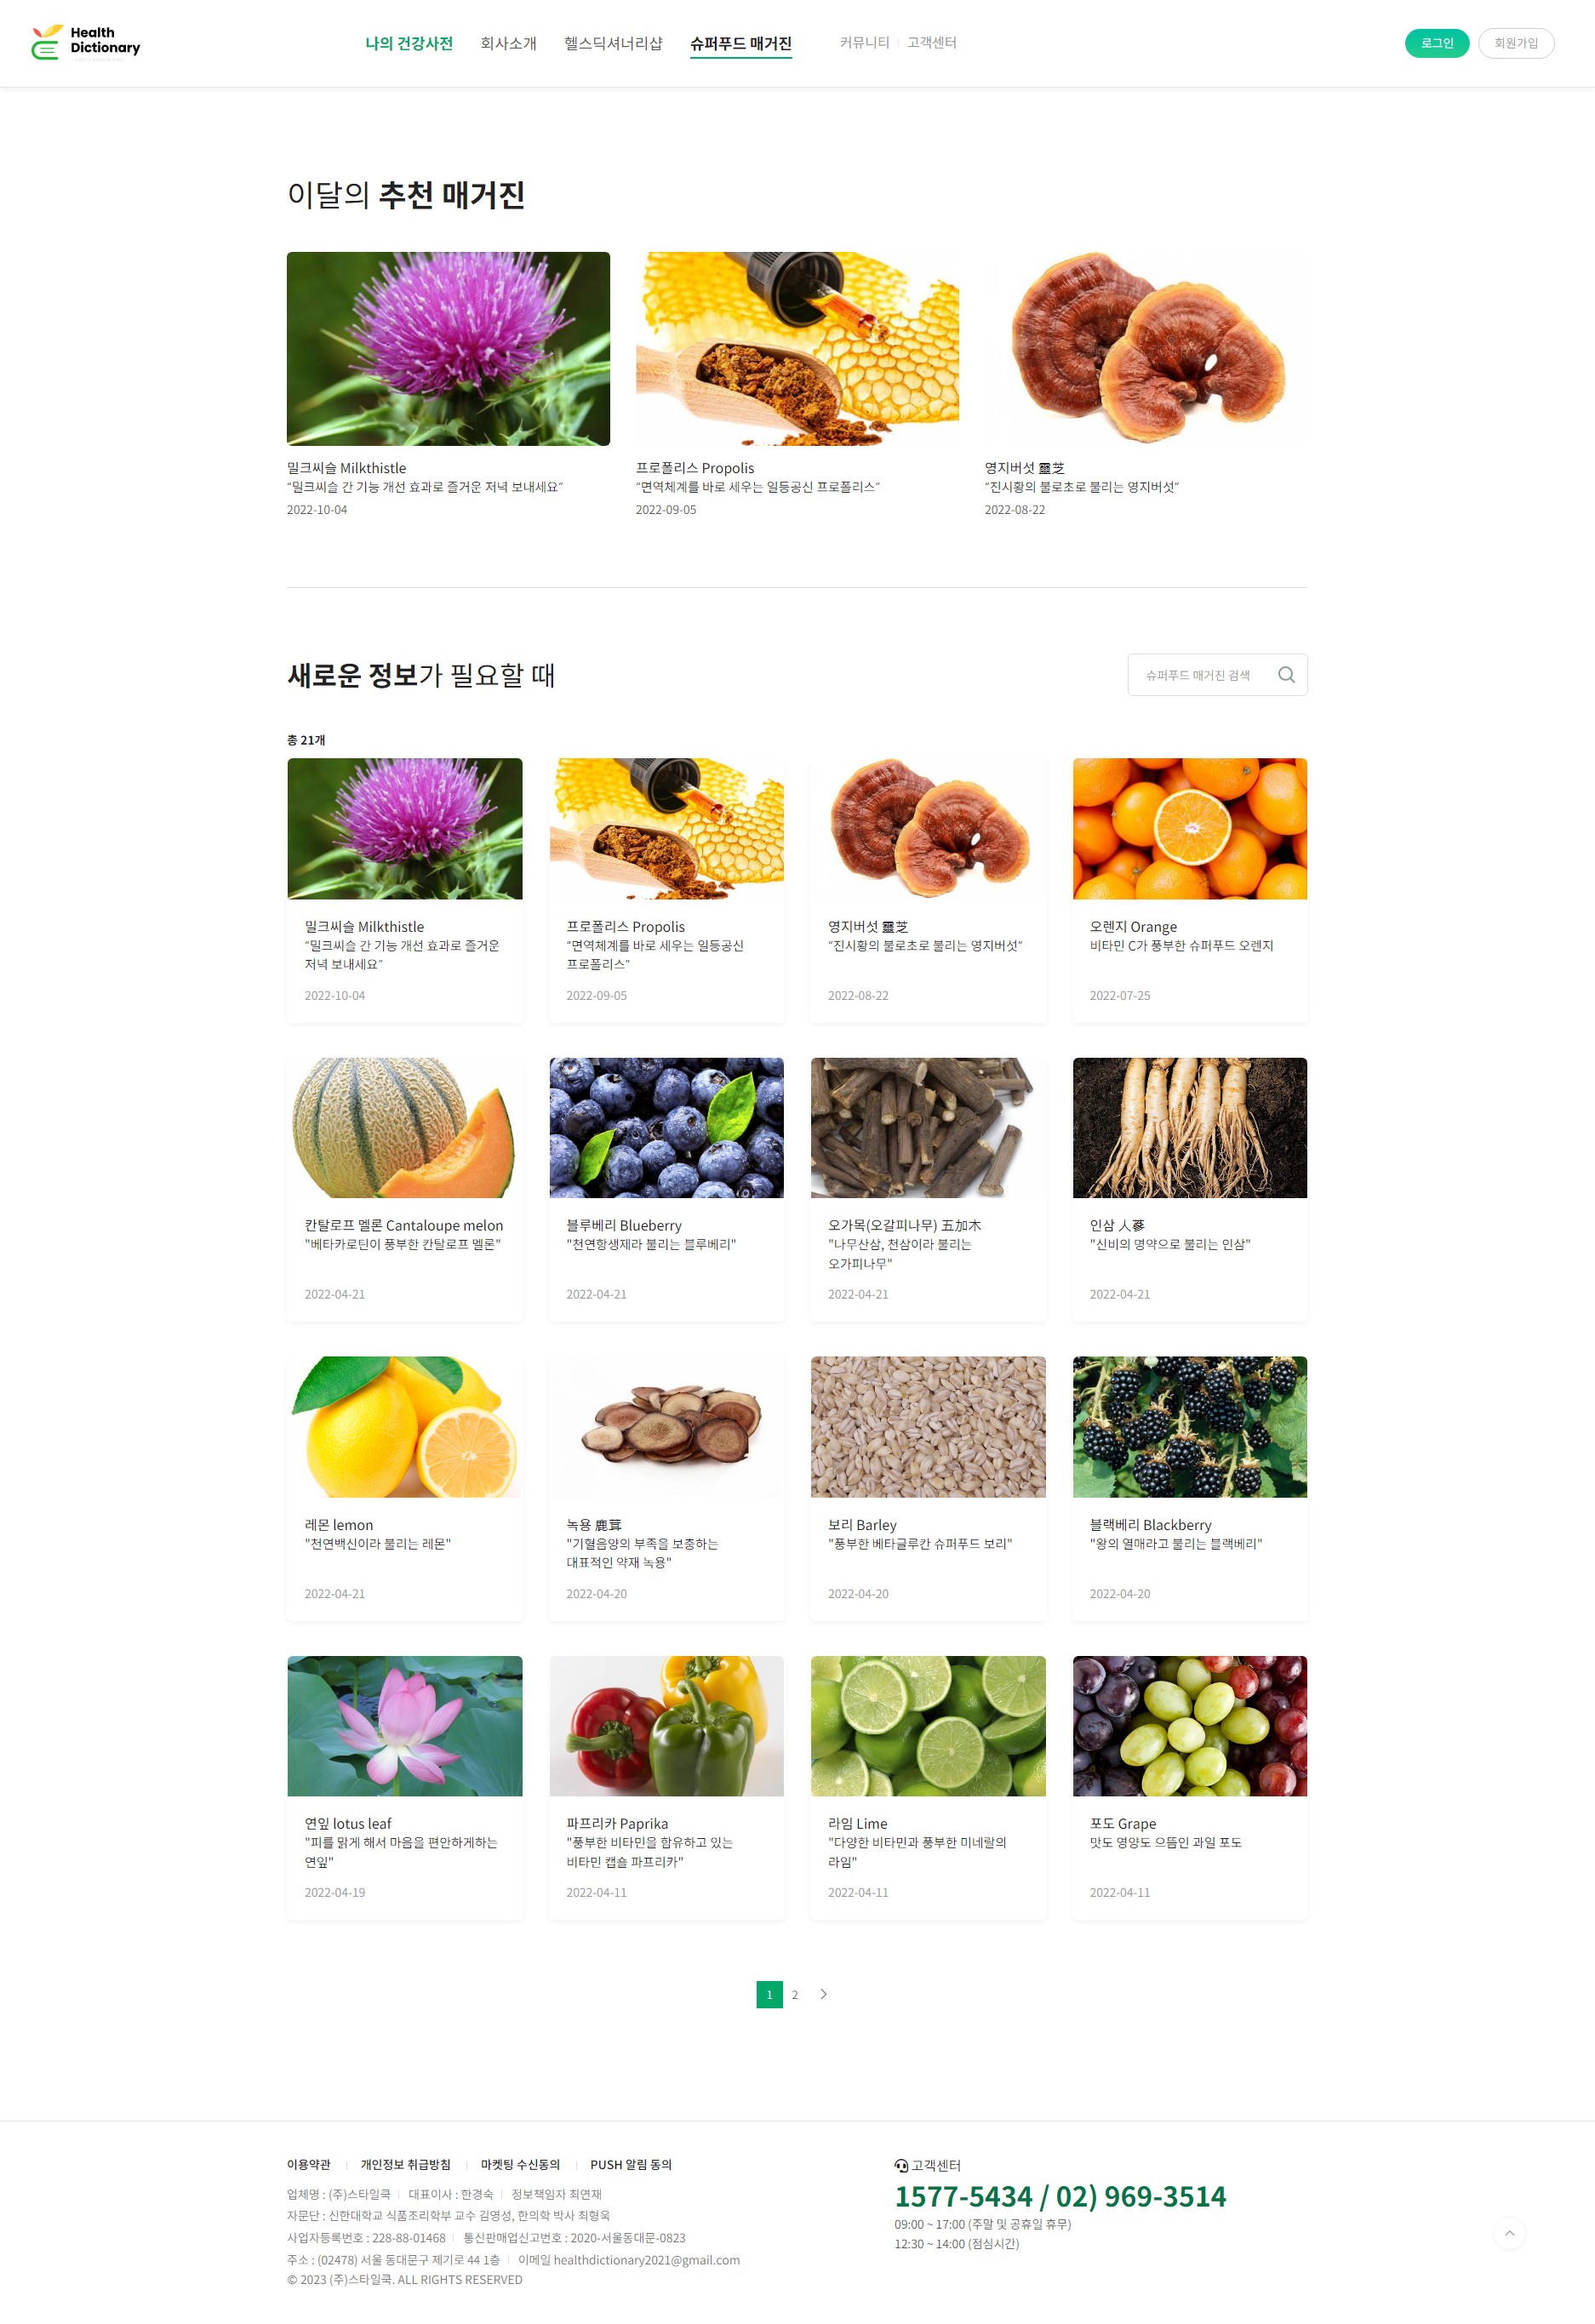 Health
Dictionary
나의 건강사전
회사소개
헬스딕셔너리샵
슈퍼푸드 매거진
커뮤니티
고객센터
로그인
회원가입
이달의 추천 매거진
밀크씨슬 Milkthistle
“밀크씨슬 간 기능 개선 효과로 즐거운 저녁 보내세요”
2022-10-04
프로폴리스 Propolis
“면역체계를 바로 세우는 일등공신 프로폴리스”
2022-09-05
영지버섯 靈芝
“진시황의 불로초로 불리는 영지버섯”
2022-08-22
새로운 정보가 필요할 때
슈퍼푸드 매거진 검색
총 21개
밀크씨슬 Milkthistle
“밀크씨슬 간 기능 개선 효과로 즐거운
저녁 보내세요”
2022-10-04
프로폴리스 Propolis
“면역체계를 바로 세우는 일등공신
프로폴리스”
2022-09-05
영지버섯 靈芝
“진시황의 불로초로 불리는 영지버섯”
2022-08-22
오렌지 Orange
비타민 C가 풍부한 슈퍼푸드 오렌지
2022-07-25
칸탈로프 멜론 Cantaloupe melon
"베타카로틴이 풍부한 칸탈로프 멜론"
2022-04-21
블루베리 Blueberry
"천연항생제라 불리는 블루베리"
2022-04-21
오가목(오갈피나무) 五加木
"나무산삼, 천삼이라 불리는
오가피나무"
2022-04-21
인삼 人蔘
"신비의 명약으로 불리는 인삼"
2022-04-21
레몬 lemon
"천연백신이라 불리는 레몬"
2022-04-21
녹용 鹿茸
"기혈음양의 부족을 보충하는
대표적인 약재 녹용"
2022-04-20
보리 Barley
"풍부한 베타글루칸 슈퍼푸드 보리"
2022-04-20
블랙베리 Blackberry
"왕의 열매라고 불리는 블랙베리"
2022-04-20
연잎 lotus leaf
"피를 맑게 해서 마음을 편안하게하는
연잎"
2022-04-19
파프리카 Paprika
"풍부한 비타민을 함유하고 있는
비타민 캡숄 파프리카"
2022-04-11
라임 Lime
"다양한 비타민과 풍부한 미네랄의
라임"
2022-04-11
포도 Grape
맛도 영양도 으뜸인 과일 포도
2022-04-11
1
2
이용약관
개인정보 취급방침
마켓팅 수신동의
PUSH 알림 동의
업체명 : (주)스타일쿡
대표이사 : 한경숙
정보책임자 최연재
자문단 : 신한대학교 식품조리학부 교수 김영성, 한의학 박사 최형욱
사업자등록번호 : 228-88-01468
통신판매업신고번호 : 2020-서울동대문-0823
주소 : (02478) 서울 동대문구 제기로 44 1층
이메일 healthdictionary2021@gmail.com
© 2023 (주)스타일쿡. ALL RIGHTS RESERVED
고객센터
1577-5434 / 02) 969-3514
09:00 ~ 17:00 (주말 및 공휴일 휴무)
12:30 ~ 14:00 (점심시간)